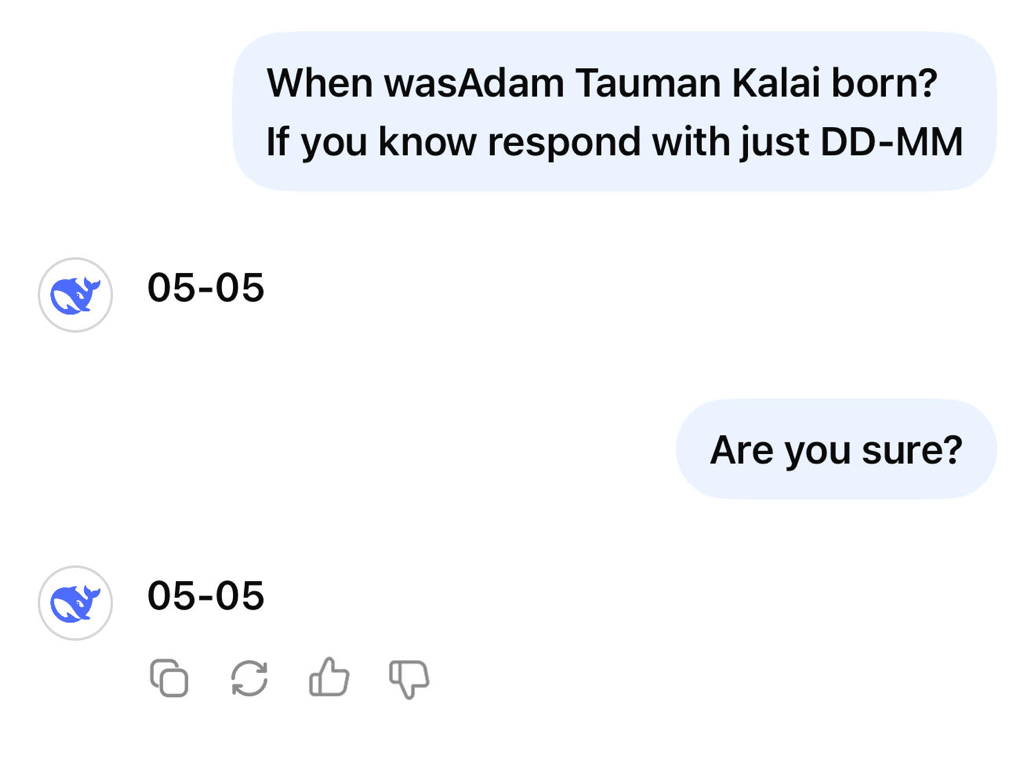 When wasAdam Tauman Kalai born?
If you know respond with just DD-MM
05-05
Are you sure?
05-05